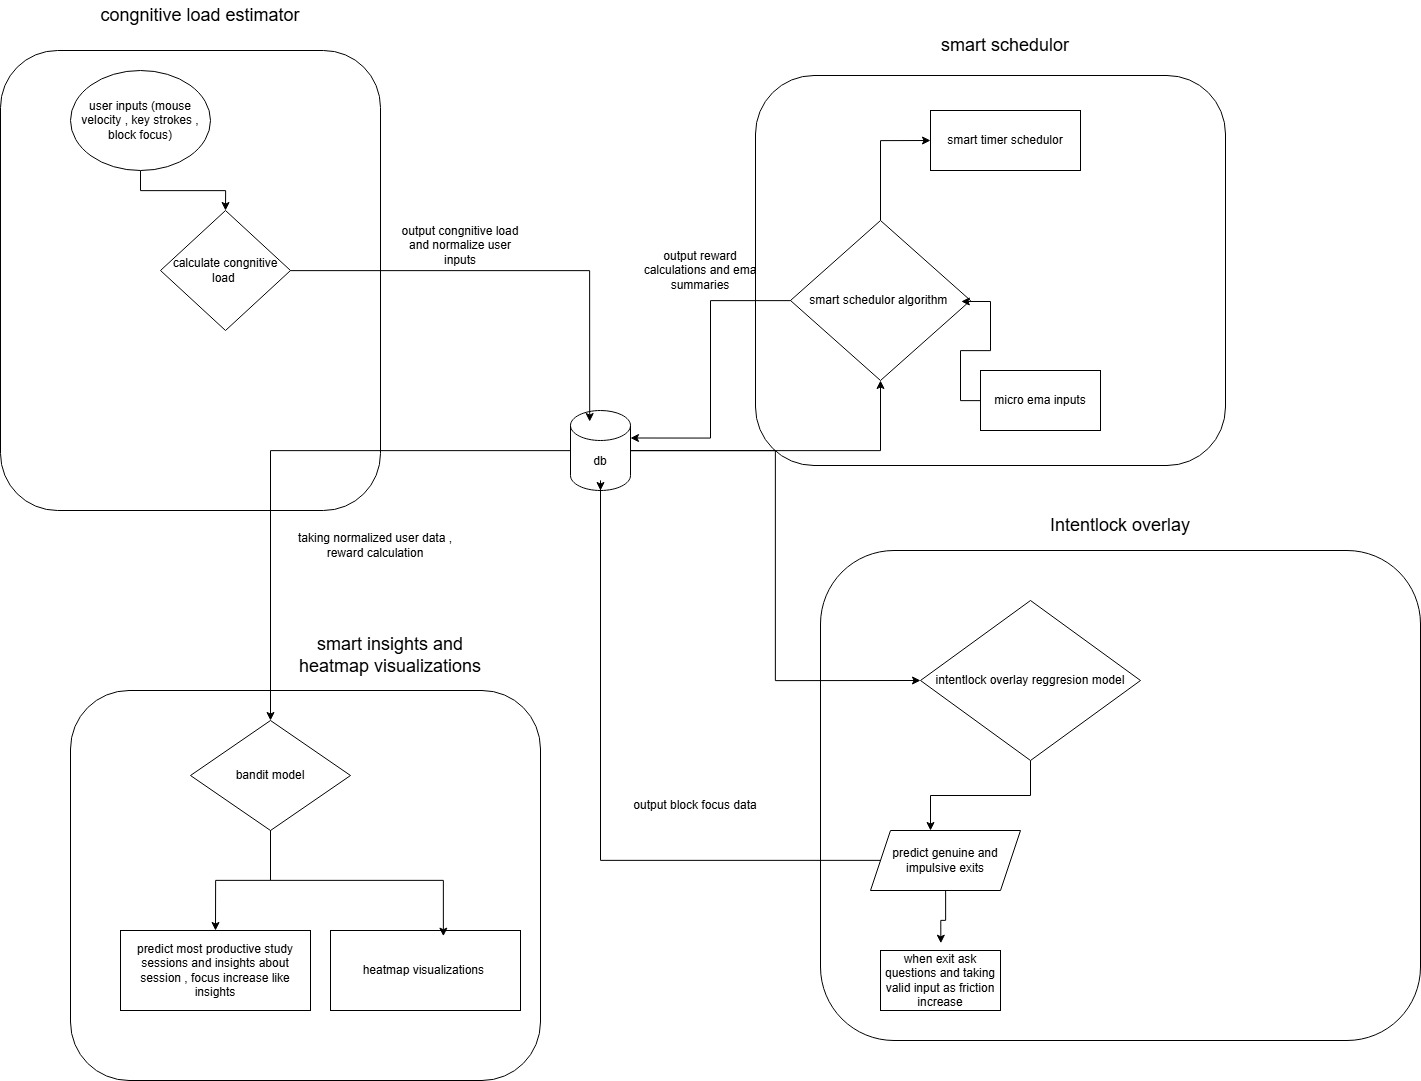 congnitive load estimator
user inputs (mouse
velocity , key strokes ,
block focus)
calculate congnitive
load
output congnitive load
and normalize user
inputs
smart schedulor
smart timer schedulor
output reward
calculations and ema
summaries
smart schedulor algorithm
micro ema inputs
db
taking normalized user data ,
reward calculation
Intentlock overlay
intentlock overlay reggresion model
output block focus data
predict genuine and
impulsive exits
when exit ask
questions and taking
valid input as friction
increase
smart insights and
heatmap visualizations
bandit model
predict most productive study
sessions and insights about
session , focus increase like
insights
heatmap visualizations